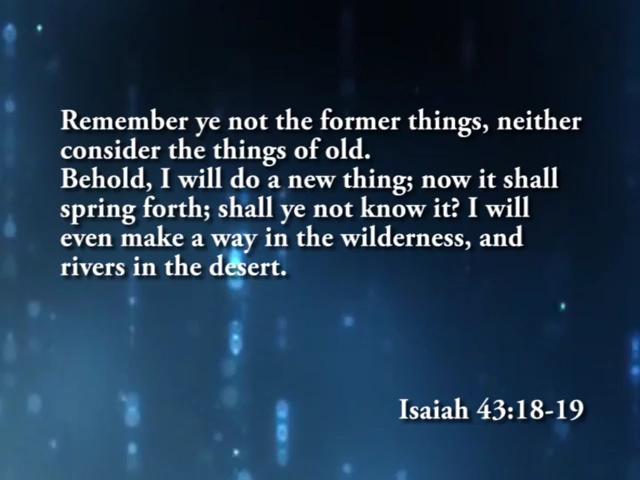 Remember ye not the former things, neither
consider the things of old.
Behold, I will do a new thing; now it shall
spring forth; shall ye not know it? I will
even make a way in the wilderness, and
rivers in the desert.
Isaiah 43:18-19